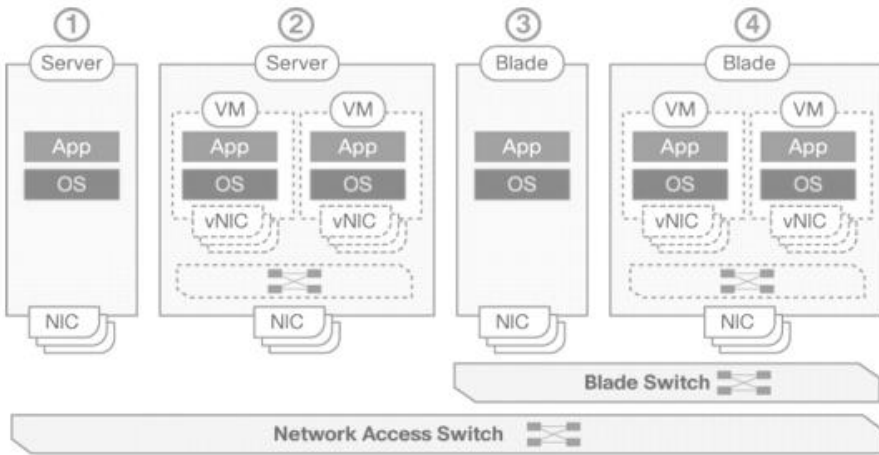 1 2 3 4
Server Server Blade Blade
VM VM VM VM
App App App App App App
OS OS OS OS OS OS
vNIC vNIC vNIC vNIC
NIC NIC NIC NIC
Blade Switch
Network Access Switch